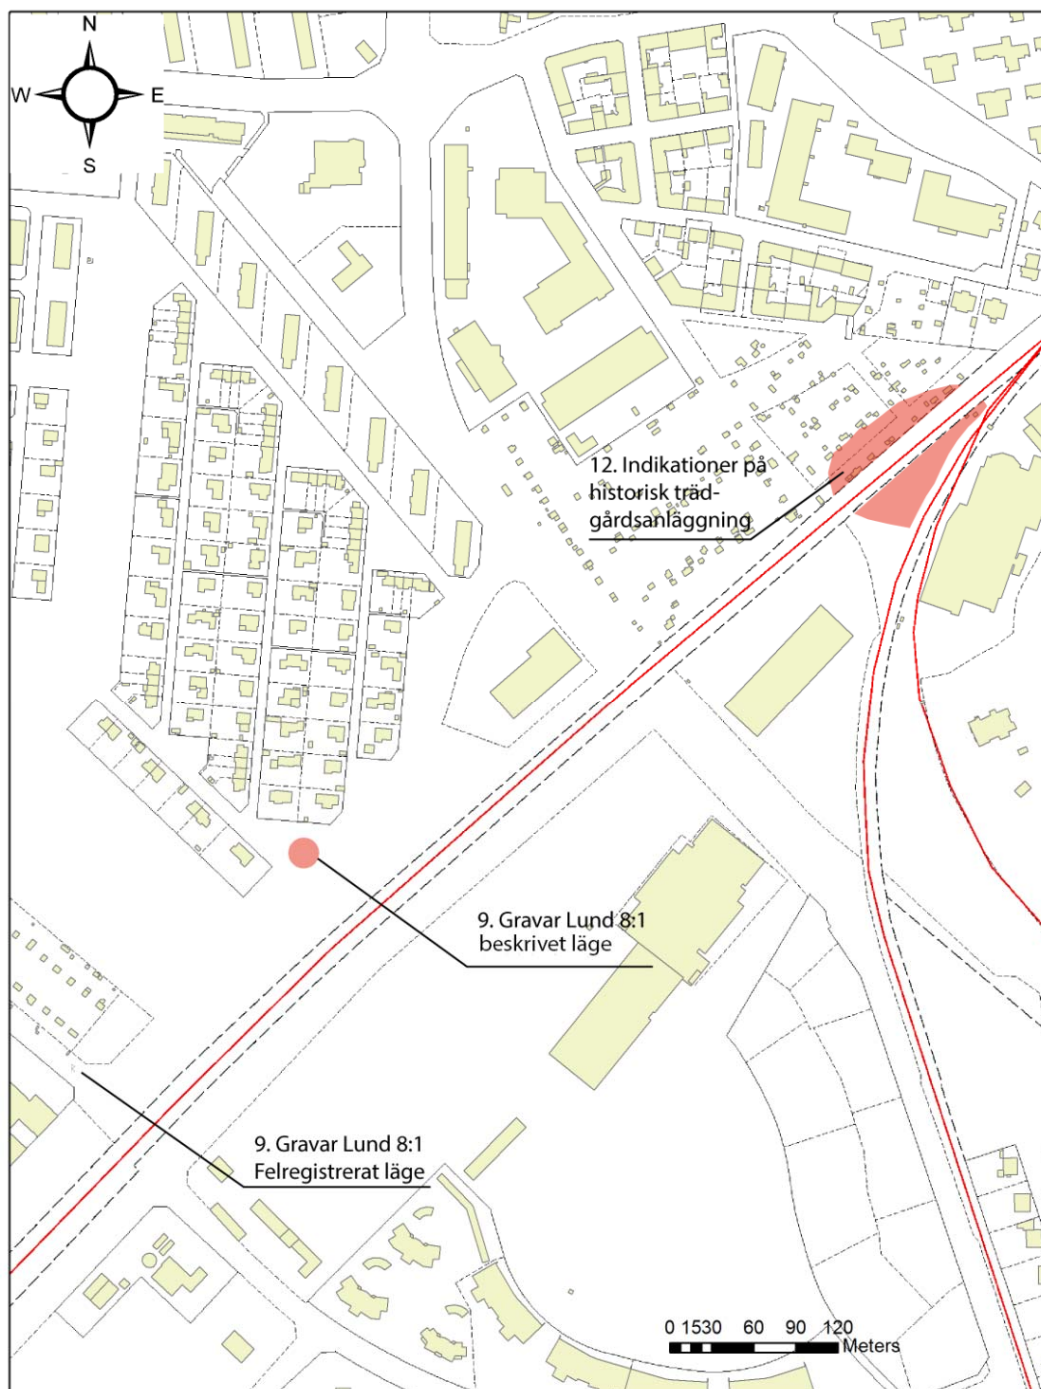 N
W E
S
12. Indikationer på
historisk träd-
gårdsanläggning
9. Gravar Lund 8:1
beskrivet läge
9. Gravar Lund 8:1
Felregistrerat läge
0 1530 60 90 120
Meters